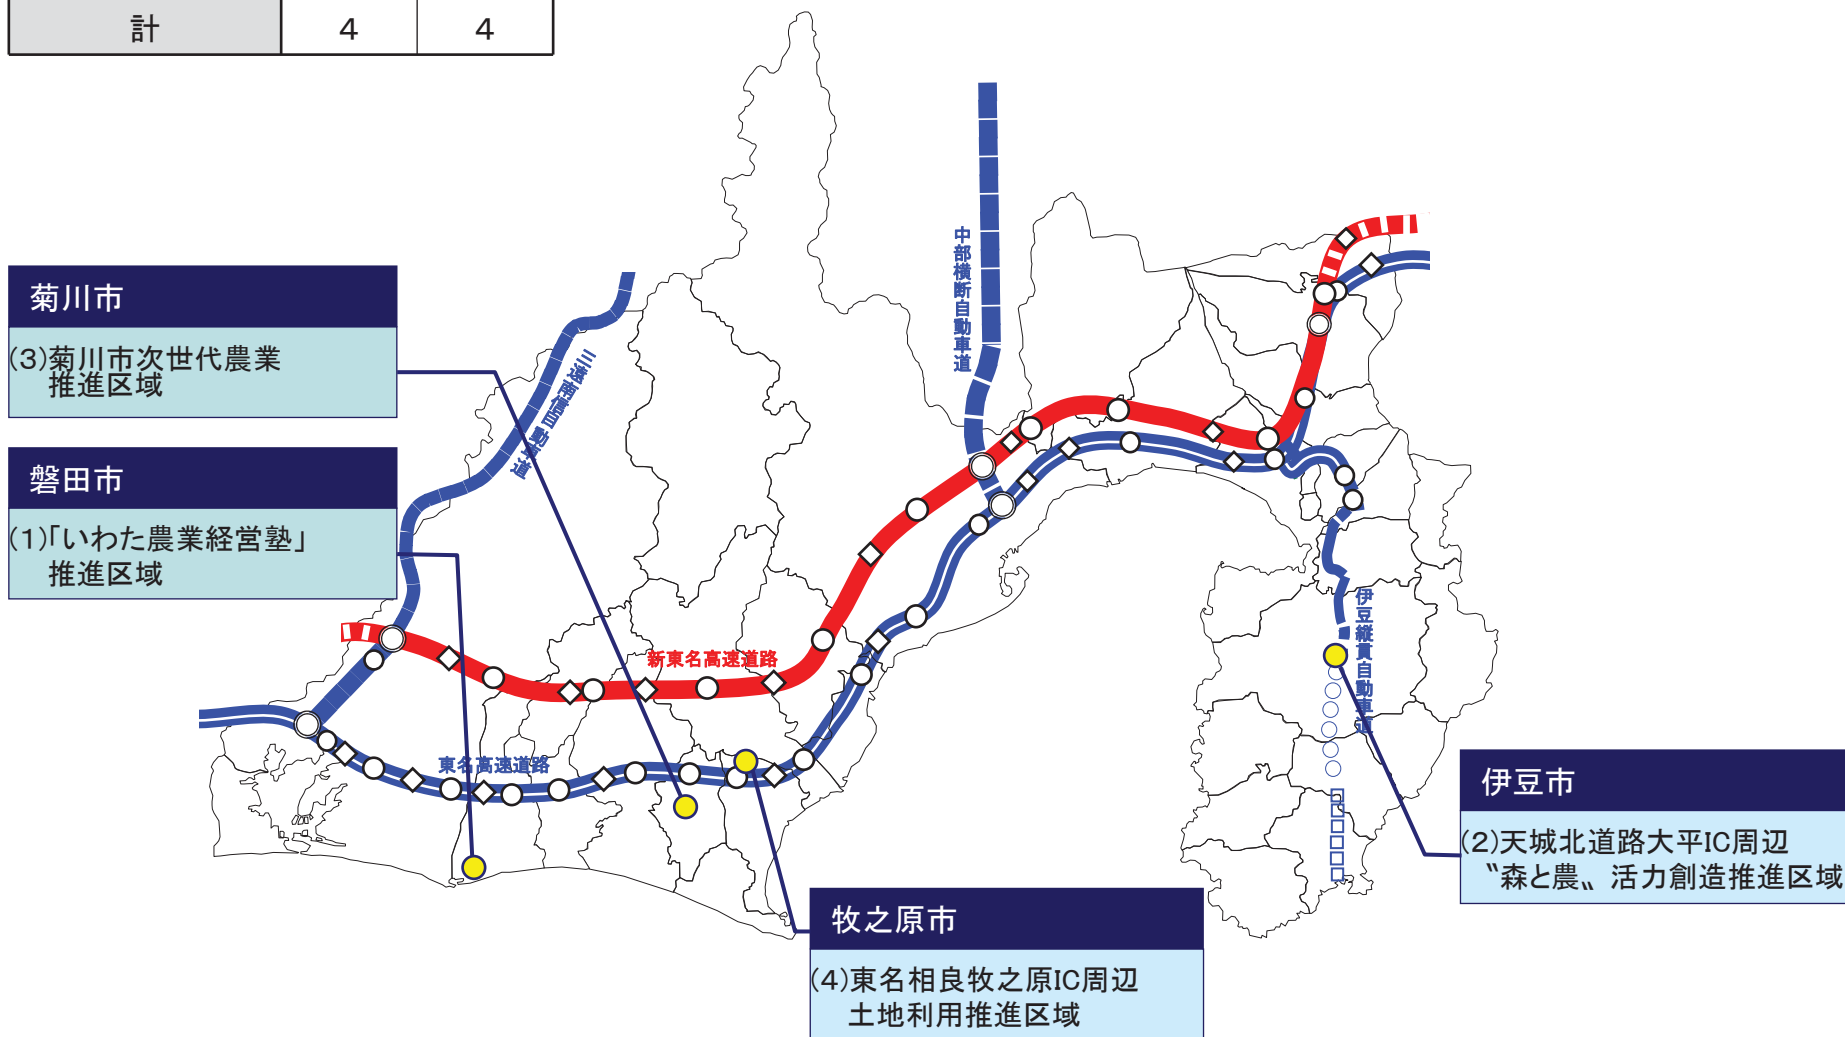 計 4 4
中部横断自動車道
菊川市
(3)菊川市次世代農業
推進区域
三遠南信自動車道
磐田市
(1)「いわた農業経営塾」
推進区域
伊豆縦貫自動車道
新東名高速道路
東名高速道路
伊豆市
(2)天城北道路大平IC周辺
〝森と農〟活力創造推進区域
牧之原市
(4)東名相良牧之原IC周辺
土地利用推進区域